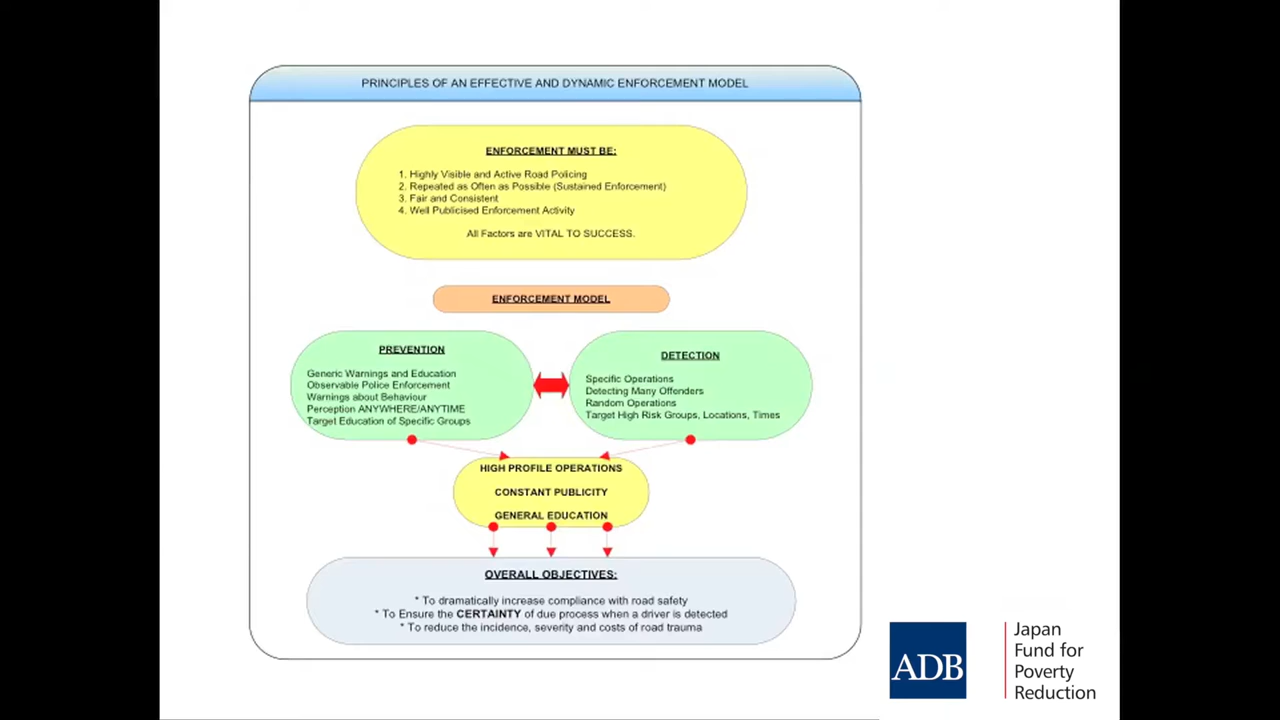 PRINCIPLES OF AN EFFECTIVE AND DYNAMIC ENFORCEMENT MODEL
ENFORCEMENT MUST BE:
1. Highly Visible and Active Road Policing
2. Repeated as Often as Possible (Sustained Enforcement)
3. Fair and Consistent
4. Well Publicised Enforcement Activity
All Factors are VITAL TO SUCCESS.
ENFORCEMENT MODEL
PREVENTION
Generic Warnings and Education
Observable Police Enforcement
Warnings about Behaviour
Perception ANYWHERE/ANYTIME
Target Education of Specific Groups
DETECTION
Specific Operations
Detecting Many Offenders
Random Operations
Target High Risk Groups, Locations, Times
HIGH PROFILE OPERATIONS
CONSTANT PUBLICITY
GENERAL EDUCATION
OVERALL OBJECTIVES:
* To dramatically increase compliance with road safety
* To Ensure the CERTAINTY of due process when a driver is detected
* To reduce the incidence, severity and costs of road trauma
ADB
Japan
Fund for
Poverty
Reduction